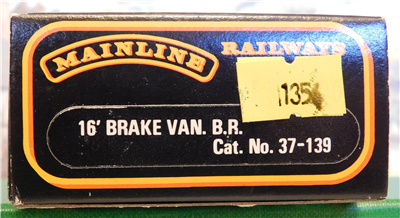 MAINLINE RAILWAYS
135
16' BRAKE VAN. B.R.
Cat. No. 37-139